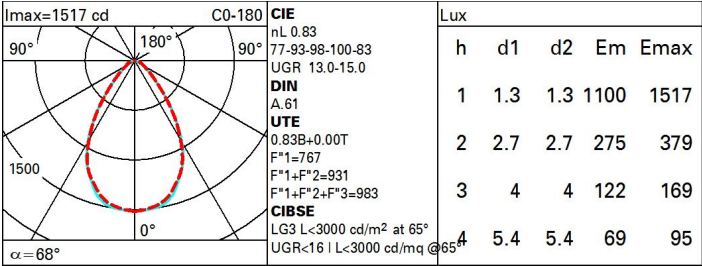 Imax=1517 cd C0-180
90° 180° 90°
1500
0°
α=68°
CIE
nL 0.83
77-93-98-100-83
UGR 13.0-15.0
DIN
A.61
UTE
0.83B+0.00T
F"1=767
F"1+F"2=931
F"1+F"2+F"3=983
CIBSE
LG3 L<3000 cd/m² at 65°
UGR<16 | L<3000 cd/mq @65°
Lux
h d1 d2 Em Emax
1 1.3 1.3 1100 1517
2 2.7 2.7 275 379
3 4 4 122 169
4 5.4 5.4 69 95